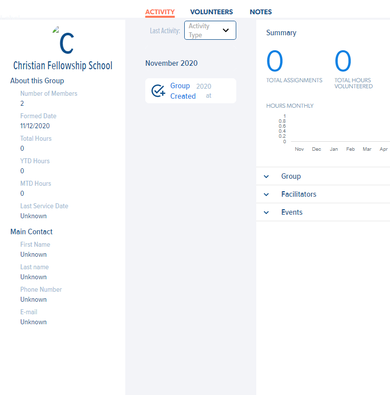 ACTIVITY VOLUNTEERS NOTES
C
Christian Fellowship School
About this Group
Number of Members
2
Formed Date
11/12/2020
Total Hours
0
YTD Hours
0
MTD Hours
0
Last Service Date
Unknown
Main Contact
First Name
Unknown
Last name
Unknown
Phone Number
Unknown
E-mail
Unknown
Last Activity:
Activity
Type
November 2020
Group 2020
Created at
Summary
0 0
TOTAL ASSIGNMENTS TOTAL HOURS
VOLUNTEERED
HOURS MONTHLY
1
0.8
0.6
0.4
0.2
0
Nov Dec Jan Feb Mar Apr
Group
Facilitators
Events